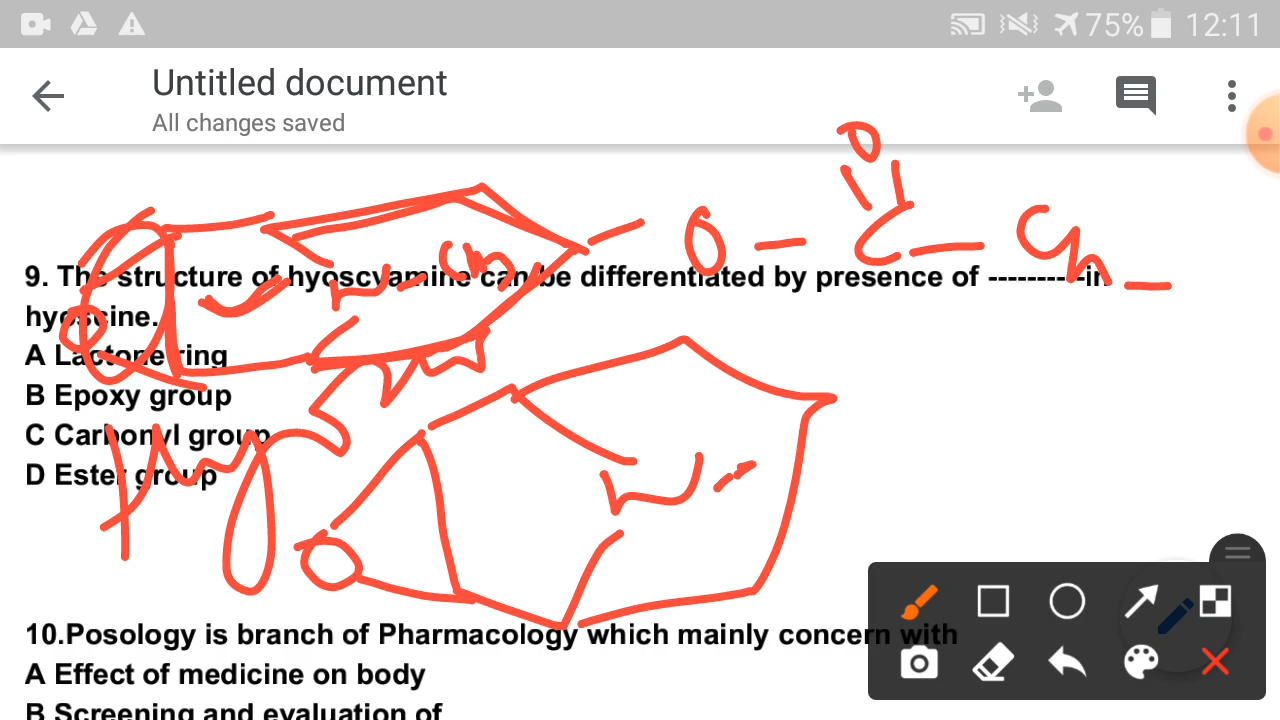 75% 12:11
Untitled document
All changes saved
O
O - C - CH -
N - CH3
9. The structure of hyoscyamine can be differentiated by presence of ----------in
hyoscine.
A Lactone ring
B Epoxy group
C Carbonyl group
D Ester group
N -
O
10.Posology is branch of Pharmacology which mainly concern with
A Effect of medicine on body
B Screening and evaluation of